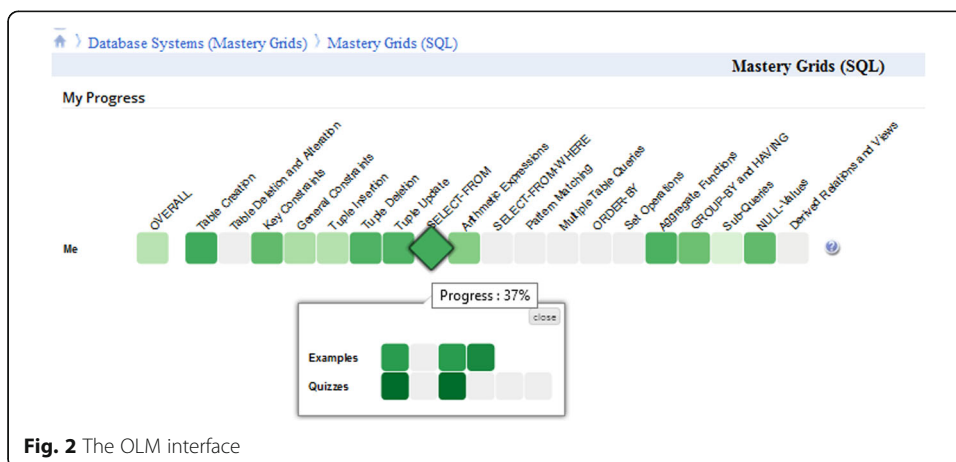 Database Systems (Mastery Grids) 〉 Mastery Grids (SQL)
Mastery Grids (SQL)
My Progress
OVERALL
Table Creation
Table Deletion and Alteration
Key Constraints
General Constraints
Tuple Insertion
Tuple Deletion
Tuple Update
SELECT-FROM
Arithmetic Expressions
SELECT-FROM-WHERE
Pattern Matching
Multiple Table Queries
ORDER-BY
Set Operations
Aggregate Functions
GROUP-BY and HAVING
Sub-Queries
NULL-Values
Derived Relations and Views
Me
?
Progress : 37%
close
Examples
Quizzes
Fig. 2 The OLM interface